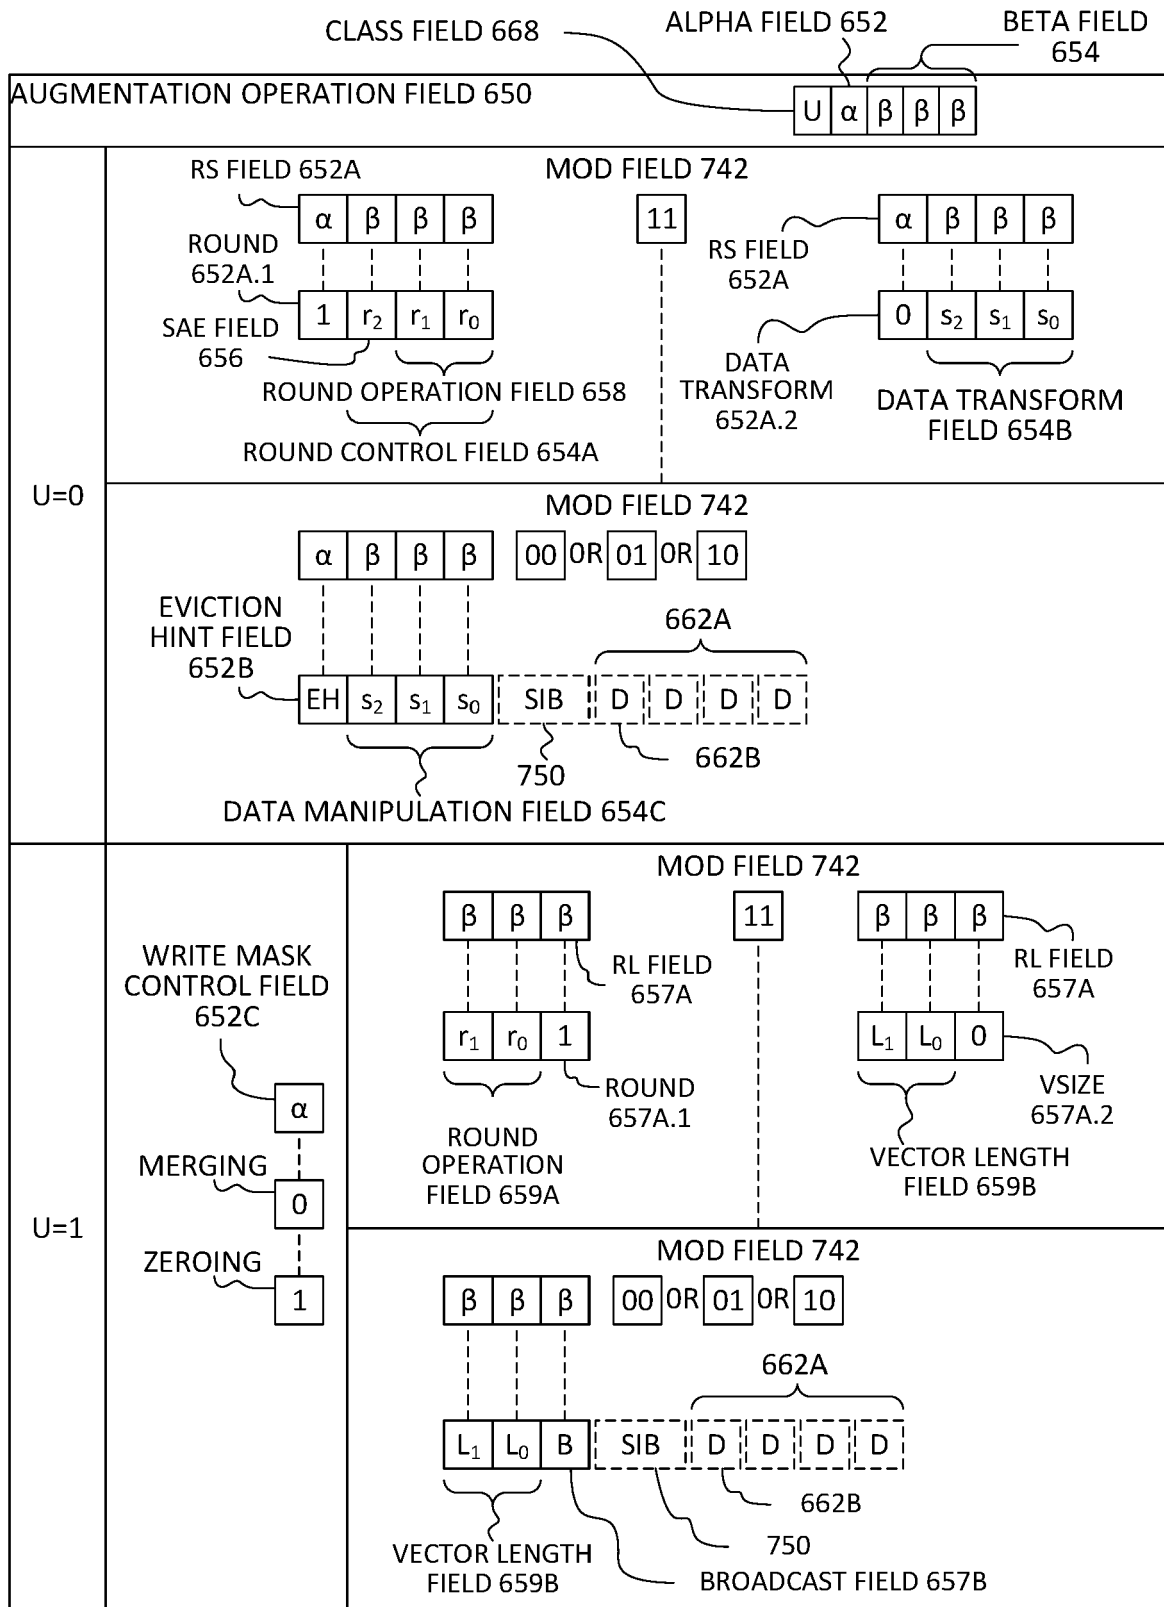 CLASS FIELD 668
ALPHA FIELD 652
BETA FIELD
654
AUGMENTATION OPERATION FIELD 650
U α β β β
U=0
RS FIELD 652A
MOD FIELD 742
α β β β
11
α β β β
ROUND
652A.1
RS FIELD
652A
1 r₂ r₁ r₀
0 s₂ s₁ s₀
SAE FIELD
656
ROUND OPERATION FIELD 658
ROUND CONTROL FIELD 654A
DATA
TRANSFORM
652A.2
DATA TRANSFORM
FIELD 654B
MOD FIELD 742
α β β β
00 0R 01 0R 10
EVICTION
HINT FIELD
652B
662A
EH s₂ s₁ s₀ SIB D D D D
750
662B
DATA MANIPULATION FIELD 654C
U=1
WRITE MASK
CONTROL FIELD
652C
α
MERGING
0
ZEROING
1
MOD FIELD 742
β β β
11
β β β
RL FIELD
657A
RL FIELD
657A
r₁ r₀ 1
L₁ L₀ 0
ROUND
657A.1
VSIZE
657A.2
ROUND
OPERATION
FIELD 659A
VECTOR LENGTH
FIELD 659B
MOD FIELD 742
β β β
00 0R 01 0R 10
662A
L₁ L₀ B SIB D D D D
662B
750
VECTOR LENGTH
FIELD 659B
BROADCAST FIELD 657B